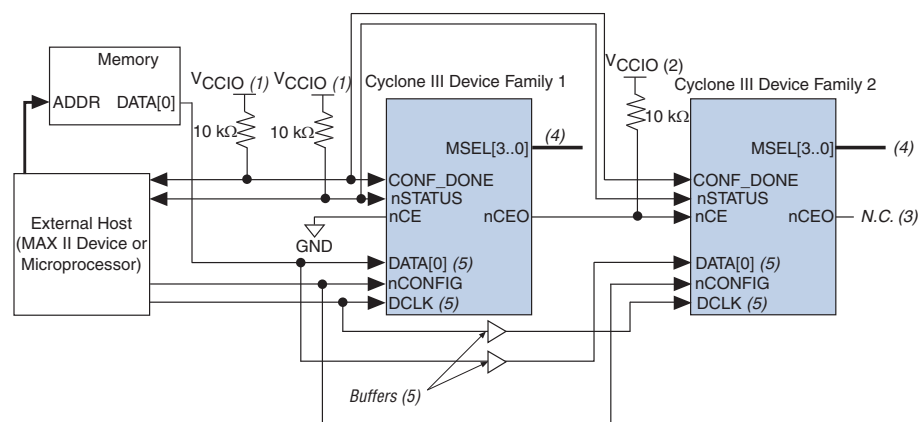 Memory
ADDR DATA[0]
External Host
(MAX II Device or
Microprocessor)
VCCIO (1)
10 kΩ
VCCIO (1)
10 kΩ
Cyclone III Device Family 1
MSEL[3..0]
(4)
CONF_DONE
nSTATUS
nCE nCEO
GND
DATA[0] (5)
nCONFIG
DCLK (5)
Buffers (5)
VCCIO (2)
10 kΩ
Cyclone III Device Family 2
MSEL[3..0]
(4)
CONF_DONE
nSTATUS
nCE nCEO
N.C. (3)
DATA[0] (5)
nCONFIG
DCLK (5)